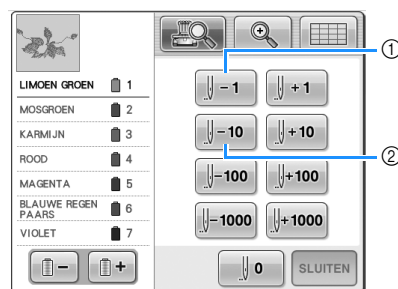 ①
LIMOEN GROEN 1
-1 +1
MOSGROEN 2
KARMIJN 3
-10 +10
②
ROOD 4
MAGENTA 5
-100 +100
BLAUWE REGEN
PAARS 6
VIOLET 7
-1000 +1000
- +
0 SLUITEN